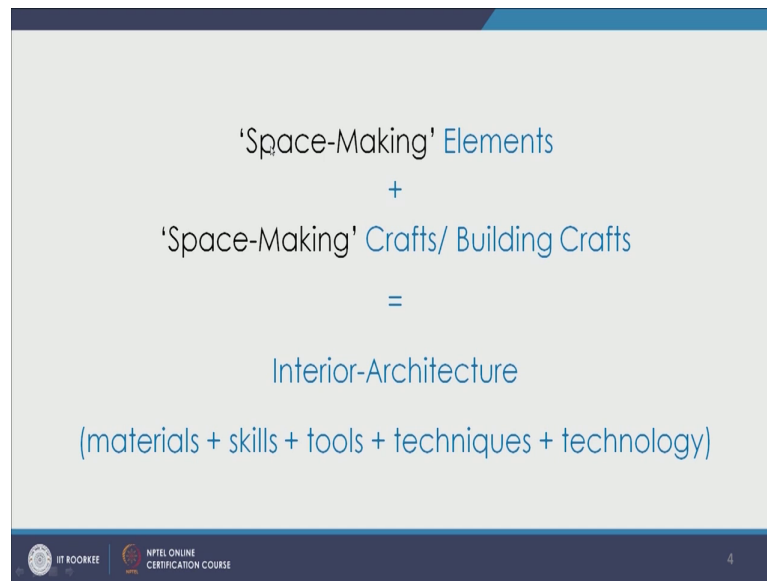 ‘Space-Making’ Elements
+
‘Space-Making’ Crafts/ Building Crafts
=
Interior-Architecture
(materials + skills + tools + techniques + technology)
IIT ROORKEE
NPTEL ONLINE
CERTIFICATION COURSE
4